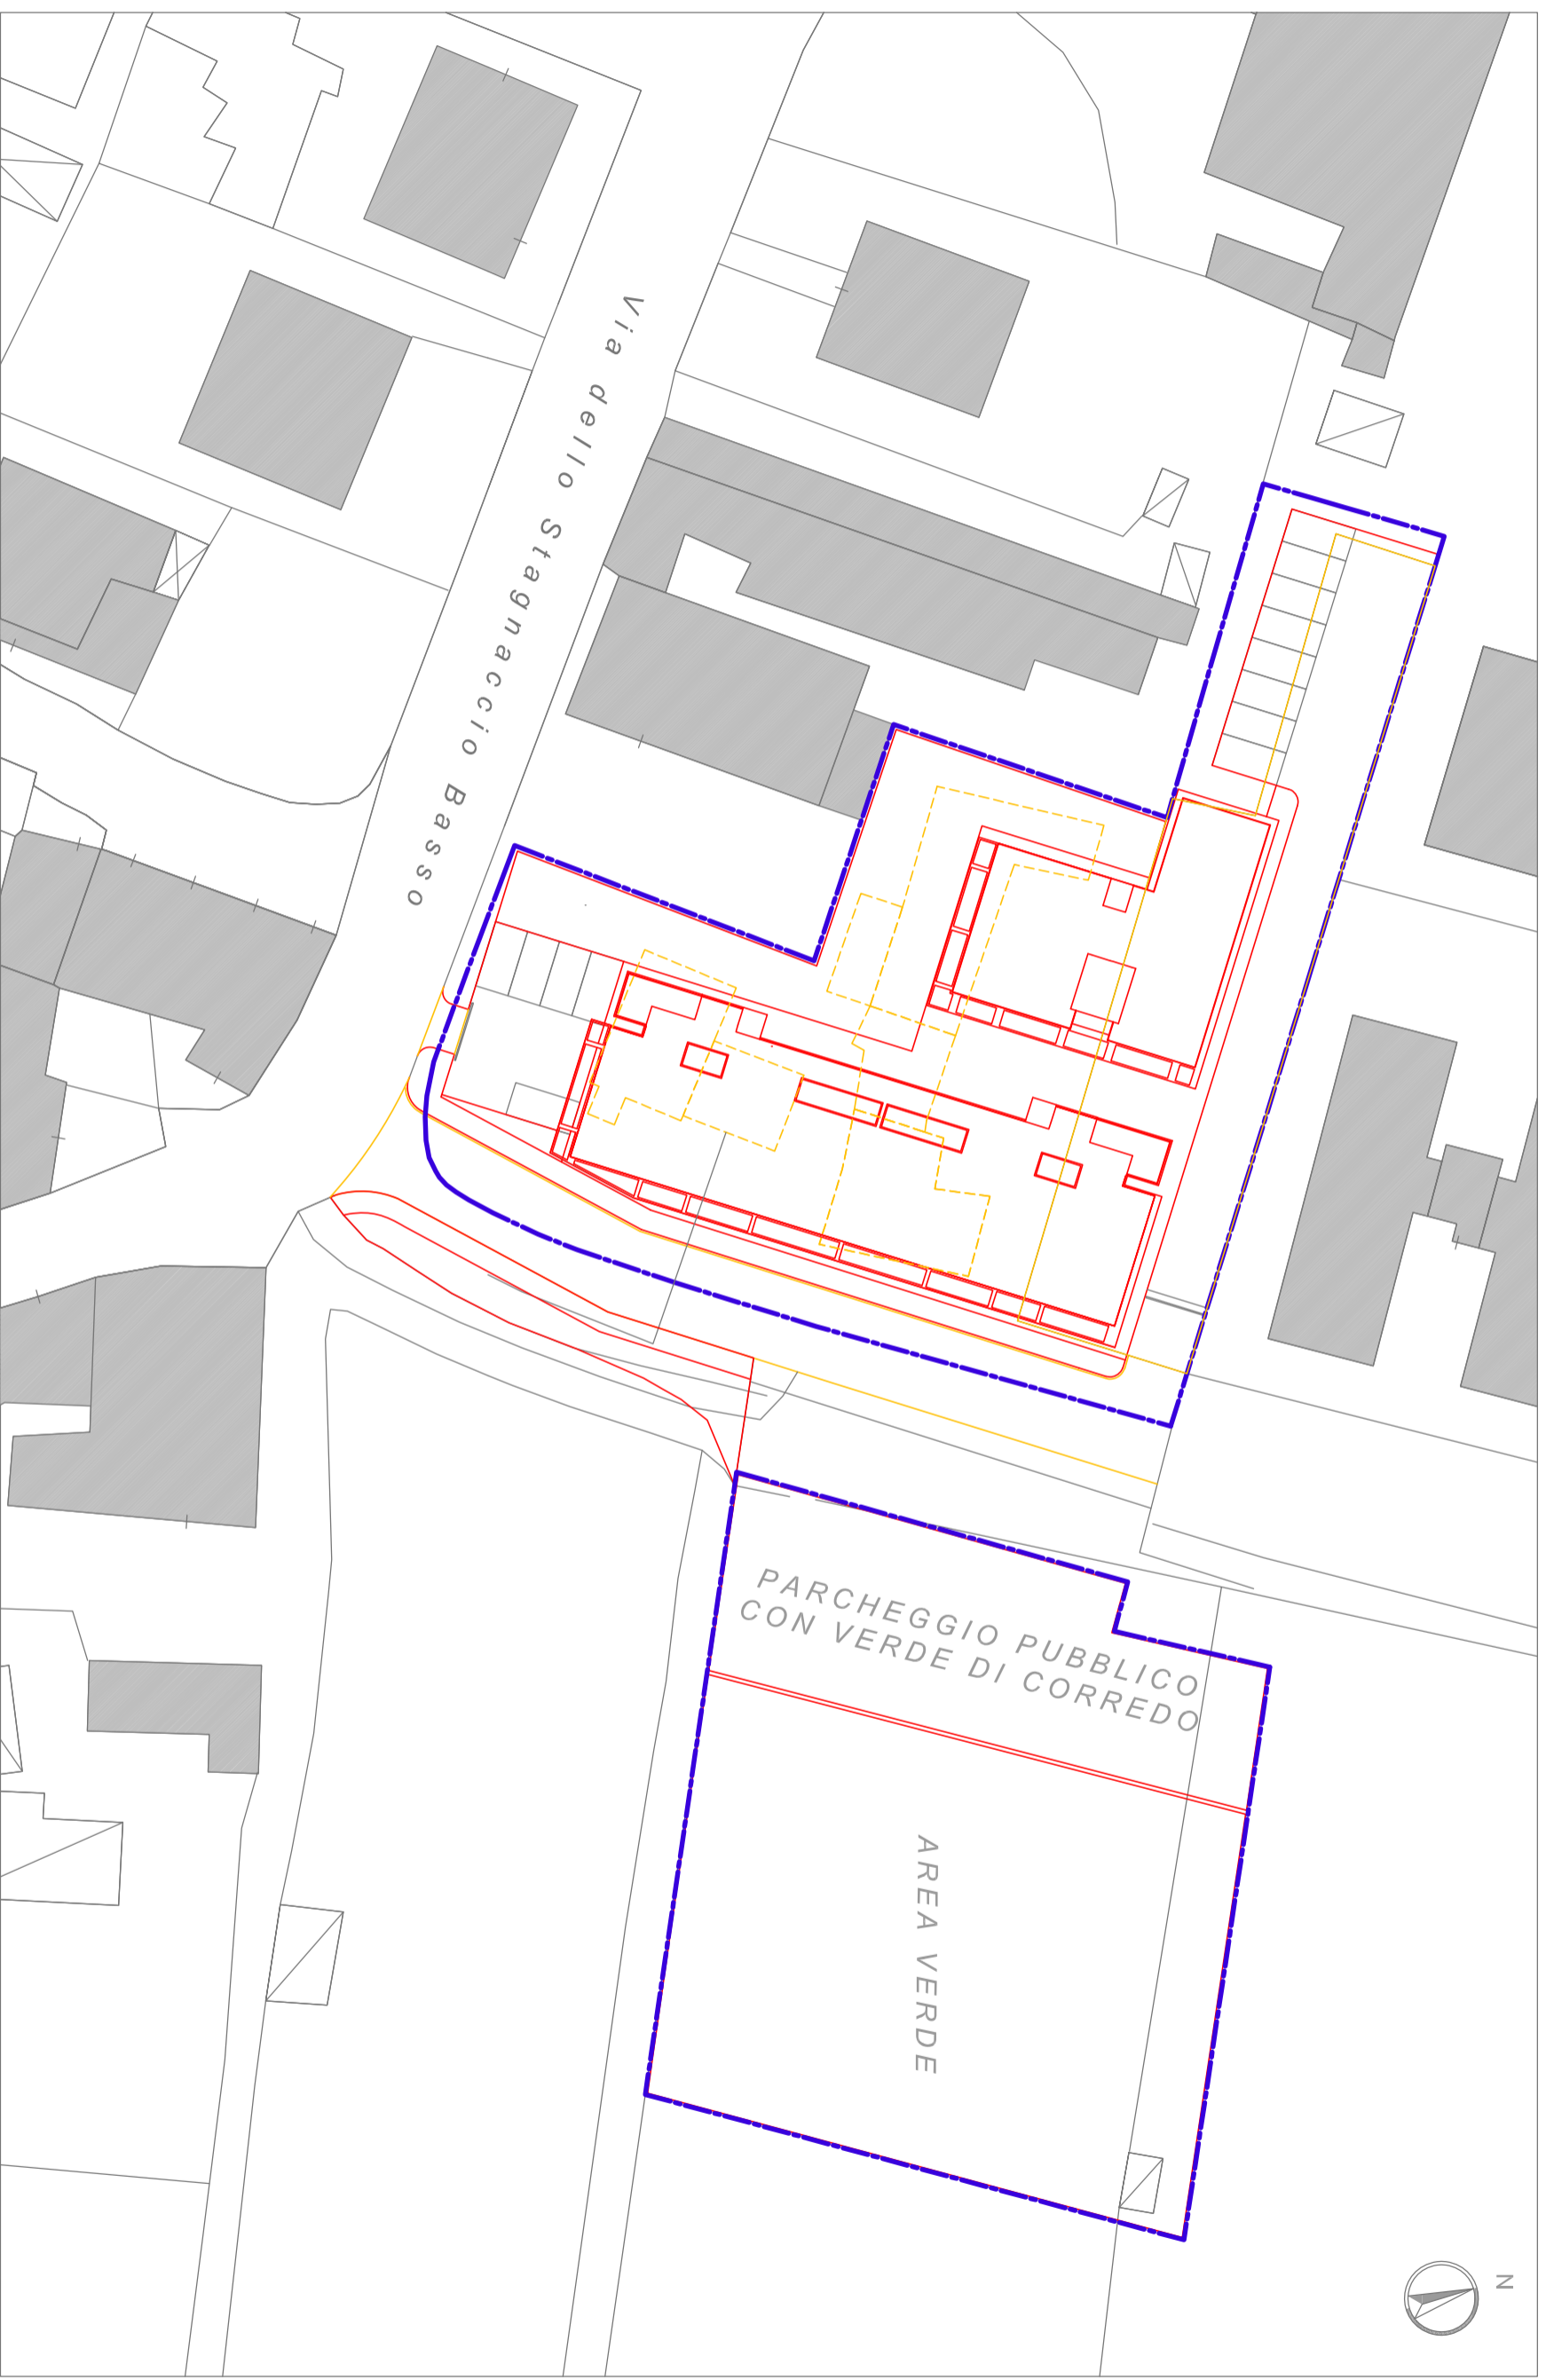 Via dello Stagnaccio Basso
PARCHEGGIO PUBBLICO
CON VERDE DI CORREDO
AREA VERDE
N